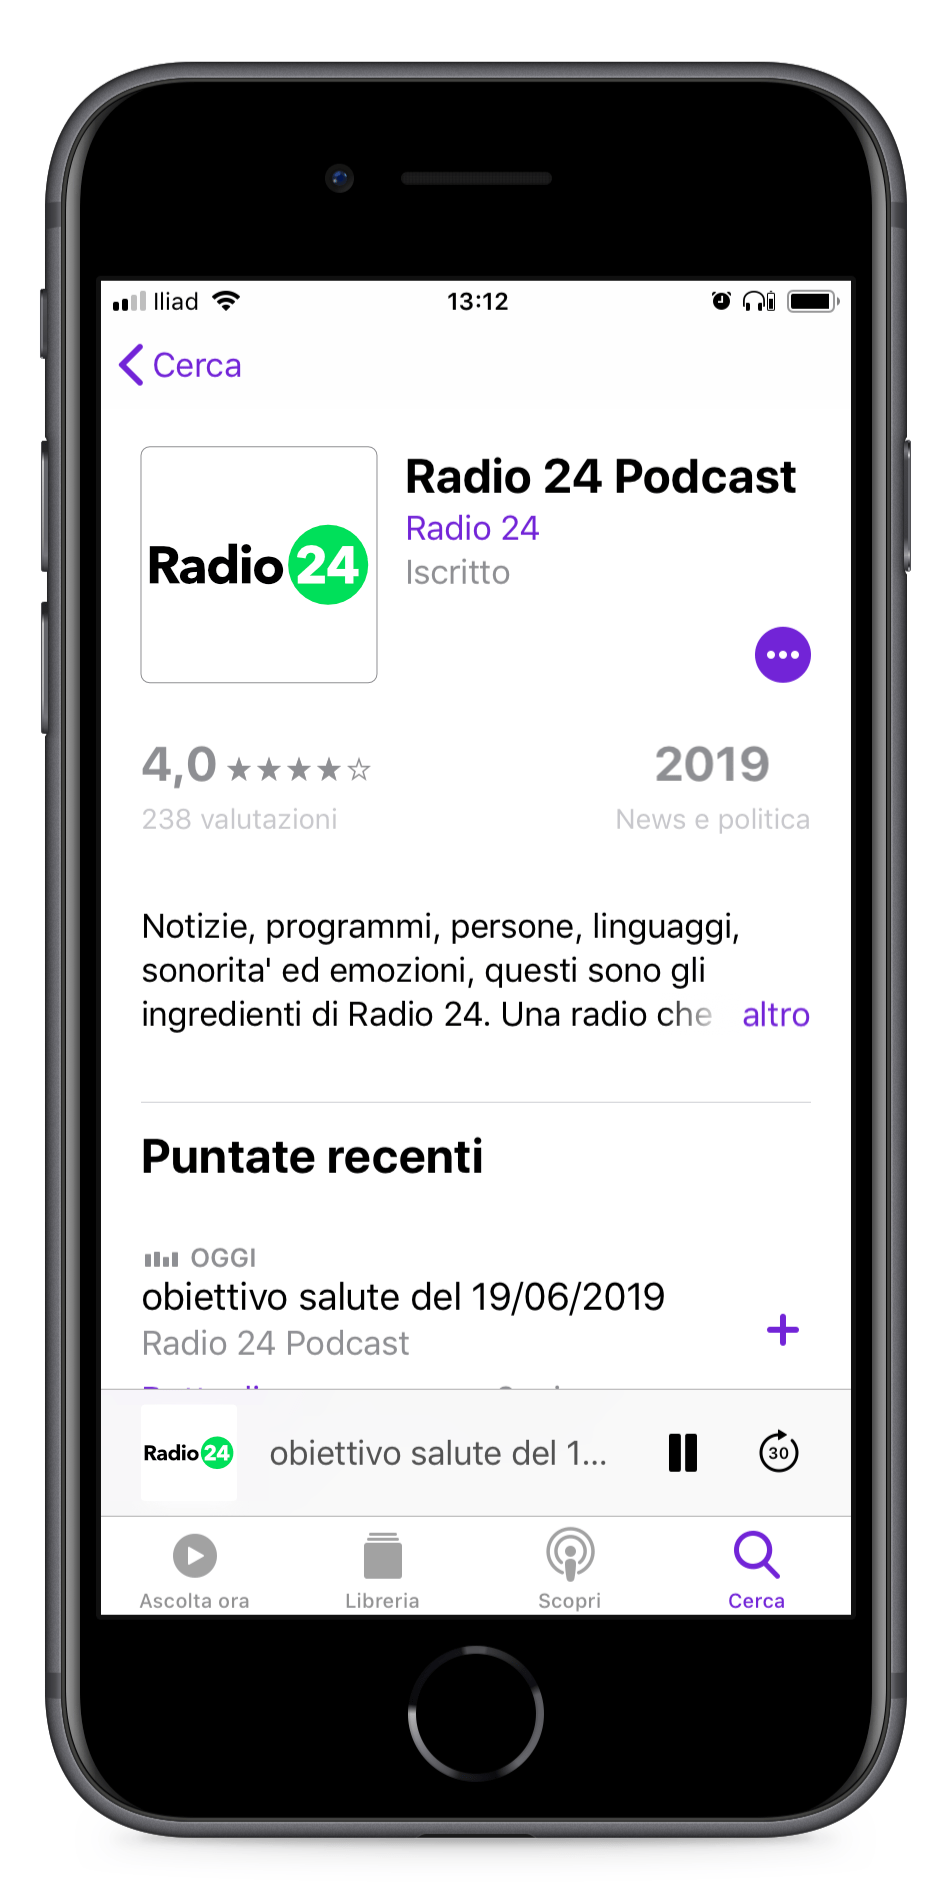 Iliad 13:12
Cerca
Radio 24
Radio 24 Podcast
Radio 24
Iscritto
4,0
2019
238 valutazioni
News e politica
Notizie, programmi, persone, linguaggi,
sonorita' ed emozioni, questi sono gli
ingredienti di Radio 24. Una radio che altro
Puntate recenti
OGGI
obiettivo salute del 19/06/2019
Radio 24 Podcast
Radio 24
obiettivo salute del 1...
30
Ascolta ora
Libreria
Scopri
Cerca